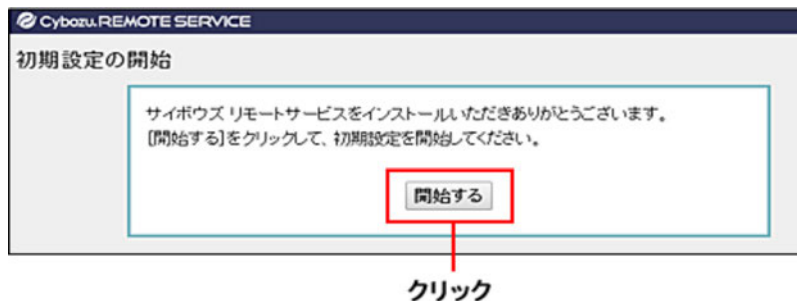 Cybozu.REMOTE SERVICE
初期設定の開始
サイボウズ リモートサービスをインストールいただきありがとうございます。
[開始する]をクリックして、初期設定を開始してください。
開始する
クリック